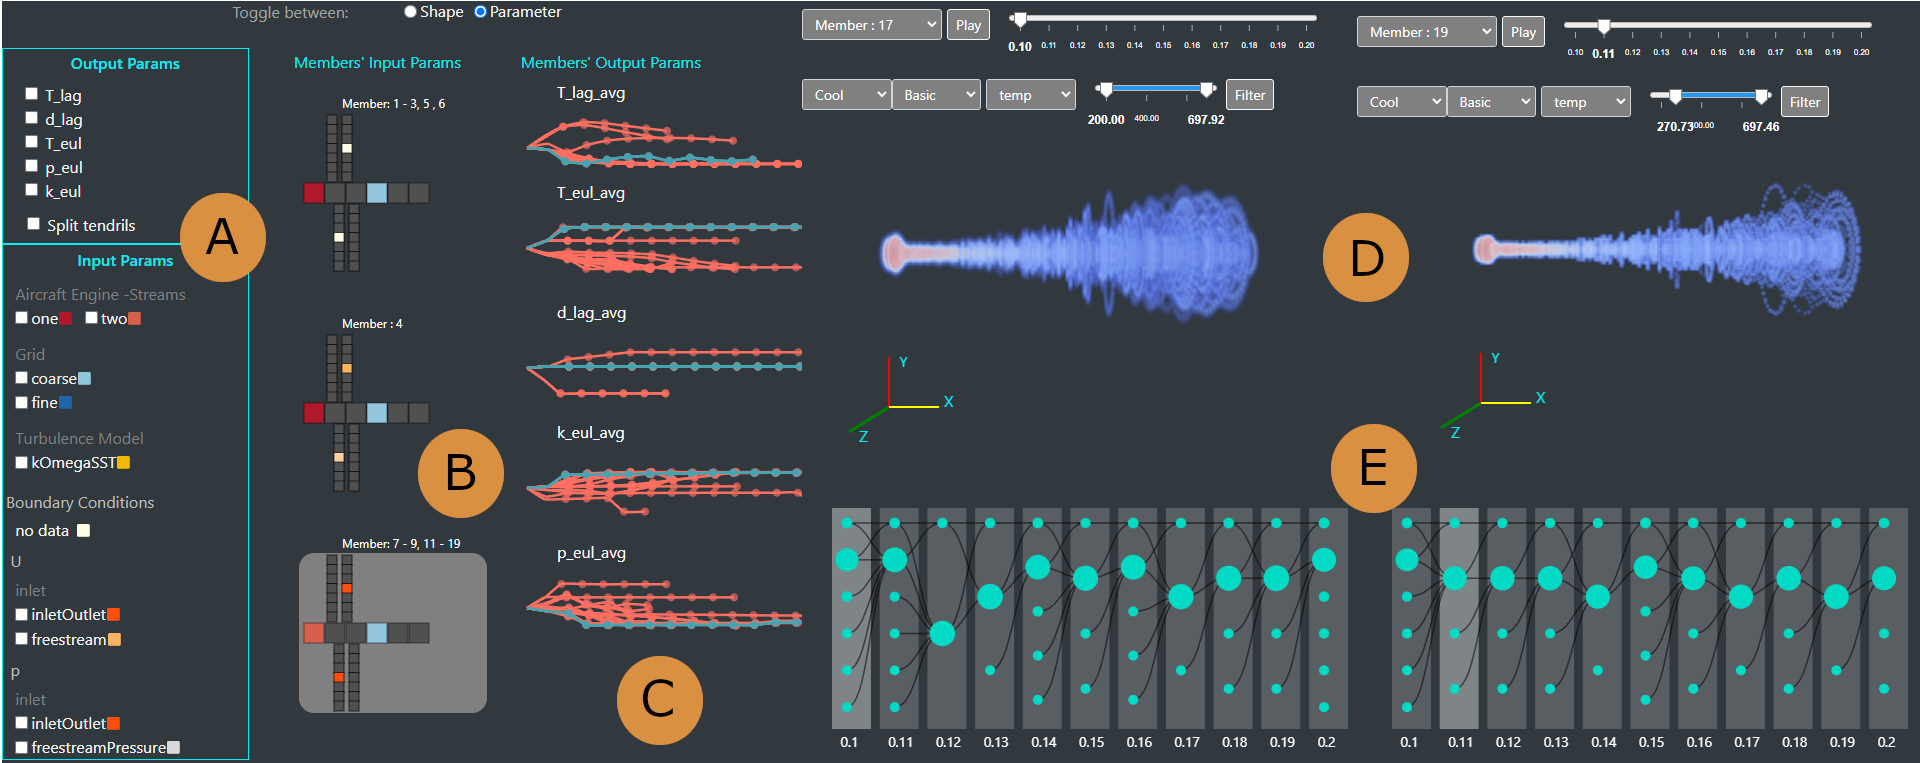 Toggle between: Shape Parameter
Output Params
T_lag
d_lag
T_eul
p_eul
k_eul
Split tendrils
A
Input Params
Aircraft Engine -Streams
one two
Grid
coarse
fine
Turbulence Model
kOmegaSST
Boundary Conditions
no data
U
inlet
inletOutlet
freestream
p
inlet
inletOutlet
freestreamPressure
Members' Input Params
Member: 1 - 3, 5 , 6
Member : 4
B
Member: 7 - 9, 11 - 19
Members' Output Params
T_lag_avg
T_eul_avg
d_lag_avg
k_eul_avg
p_eul_avg
C
Member : 17 Play
0.10 0.11 0.12 0.13 0.14 0.15 0.16 0.17 0.18 0.19 0.20
Cool Basic temp Filter
200.00 400.00 697.92
Y
X
Z
Member : 19 Play
0.10 0.11 0.12 0.13 0.14 0.15 0.16 0.17 0.18 0.19 0.20
Cool Basic temp Filter
270.73 00.00 697.46
D
Y
X
Z
E
0.1 0.11 0.12 0.13 0.14 0.15 0.16 0.17 0.18 0.19 0.2
0.1 0.11 0.12 0.13 0.14 0.15 0.16 0.17 0.18 0.19 0.2